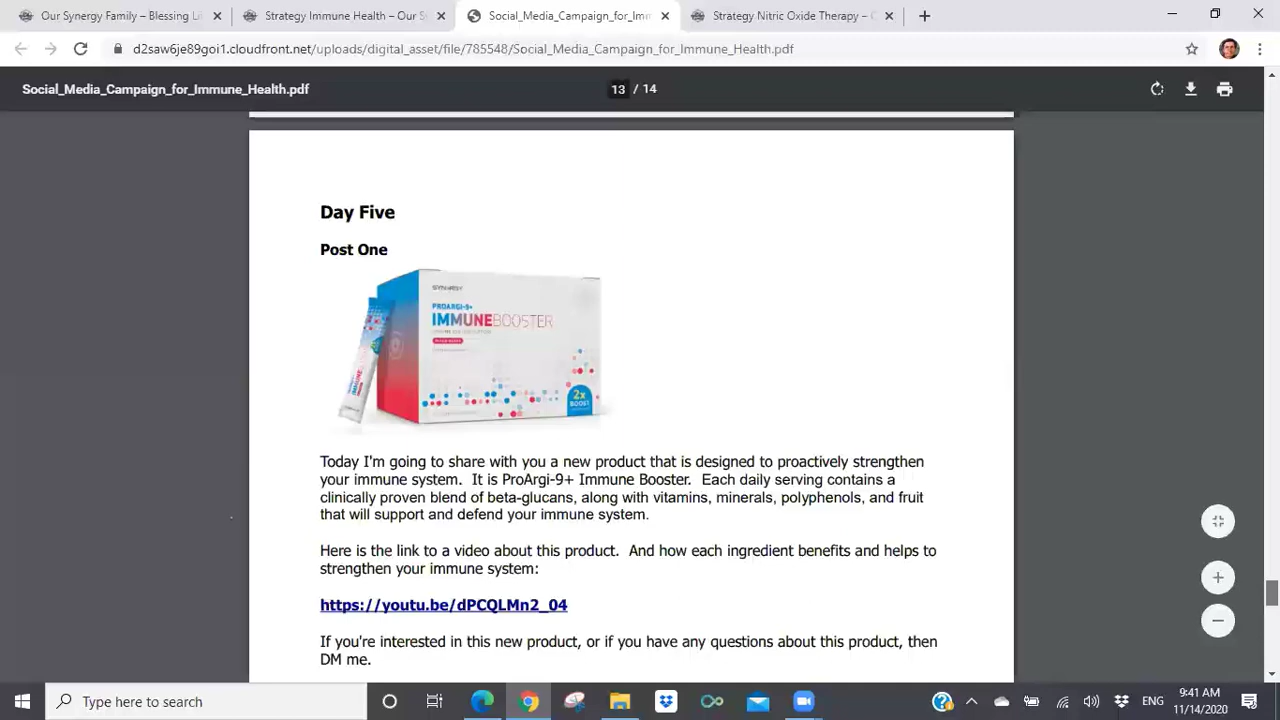 Our Synergy Family – Blessing Li
Strategy Immune Health – Our S
Social_Media_Campaign_for_Imm
Strategy Nitric Oxide Therapy – O
d2saw6je89goi1.cloudfront.net/uploads/digital_asset/file/785548/Social_Media_Campaign_for_Immune_Health.pdf
Social_Media_Campaign_for_Immune_Health.pdf
13 / 14
Day Five
Post One
SYNERGY
PROARGI-9+
IMMUNEBOOSTER
2x
BOOST
Today I'm going to share with you a new product that is designed to proactively strengthen
your immune system. It is ProArgi-9+ Immune Booster. Each daily serving contains a
clinically proven blend of beta-glucans, along with vitamins, minerals, polyphenols, and fruit
that will support and defend your immune system.
Here is the link to a video about this product. And how each ingredient benefits and helps to
strengthen your immune system:
https://youtu.be/dPCQLMn2_04
If you're interested in this new product, or if you have any questions about this product, then
DM me.
Type here to search
ENG
9:41 AM
11/14/2020